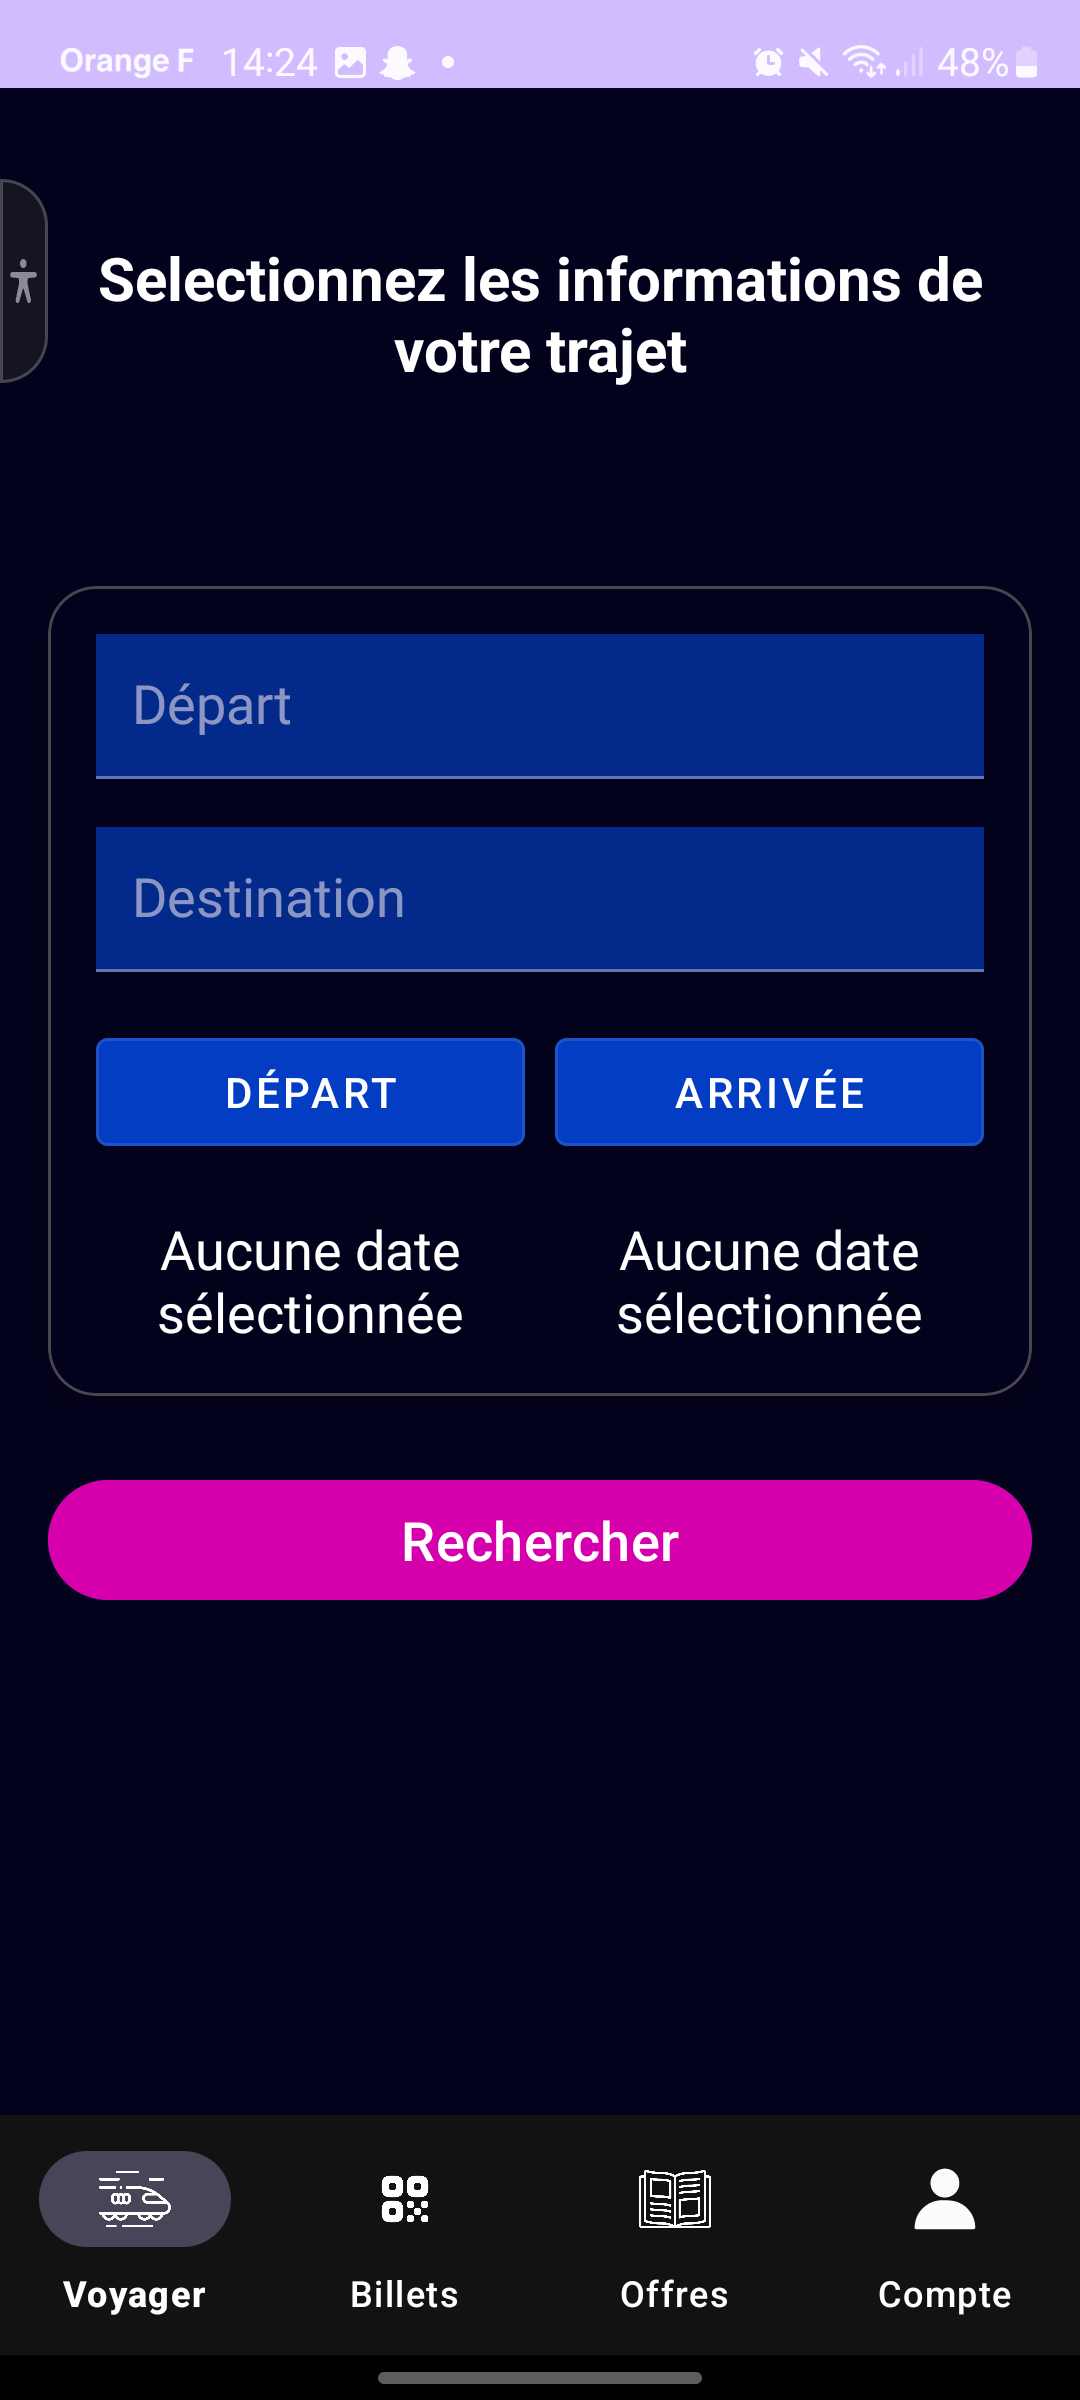 Orange F 14:24 48%
Selectionnez les informations de
votre trajet
Départ
Destination
DÉPART ARRIVÉE
Aucune date
sélectionnée
Aucune date
sélectionnée
Rechercher
Voyager Billets Offres Compte